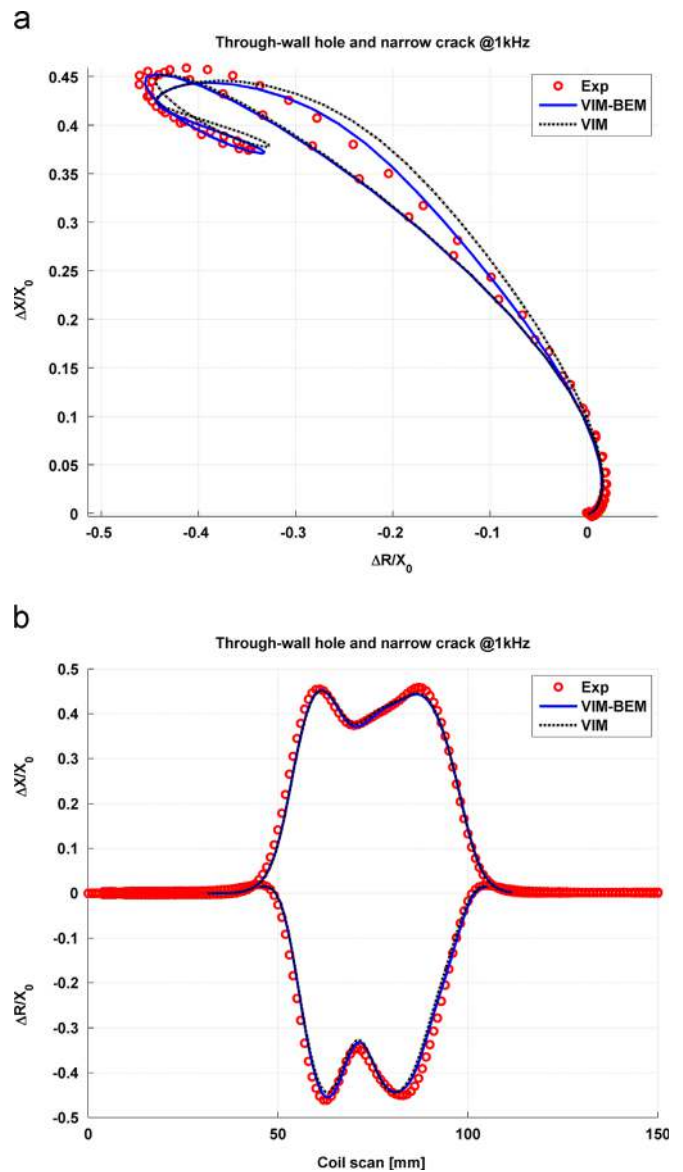 a
Through-wall hole and narrow crack @1kHz
Exp
VIM-BEM
VIM
0.45
0.4
0.35
0.3
0.25
0.2
0.15
0.1
0.05
0
ΔX/X0
-0.5
-0.4
-0.3
-0.2
-0.1
0
ΔR/X0
b
Through-wall hole and narrow crack @1kHz
Exp
VIM-BEM
VIM
0.5
0.4
0.3
0.2
0.1
0
-0.1
-0.2
-0.3
-0.4
-0.5
ΔX/X0
ΔR/X0
0
50
100
150
Coil scan [mm]